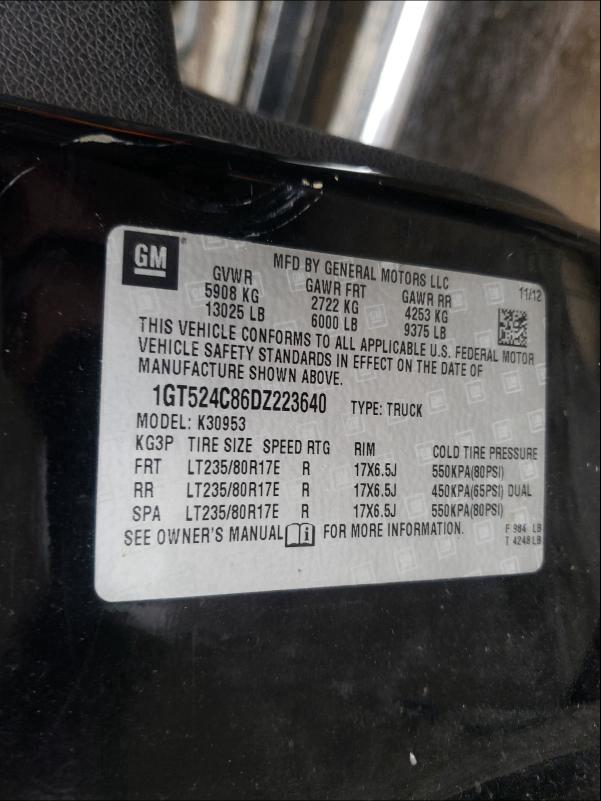 GM
MFD BY GENERAL MOTORS LLC
11/12
GVWR GAWR FRT GAWR RR
5908 KG 2722 KG 4253 KG
13025 LB 6000 LB 9375 LB
THIS VEHICLE CONFORMS TO ALL APPLICABLE U.S. FEDERAL MOTOR
VEHICLE SAFETY STANDARDS IN EFFECT ON THE DATE OF
MANUFACTURE SHOWN ABOVE.
1GT524C86DZ223640 TYPE: TRUCK
MODEL: K30953
KG3P TIRE SIZE SPEED RTG RIM COLD TIRE PRESSURE
FRT LT235/80R17E R 17X6.5J 550KPA(80PSI)
RR LT235/80R17E R 17X6.5J 450KPA(65PSI) DUAL
SPA LT235/80R17E R 17X6.5J 550KPA(80PSI)
SEE OWNER'S MANUAL FOR MORE INFORMATION.
F 984 LB
T 4248 LB